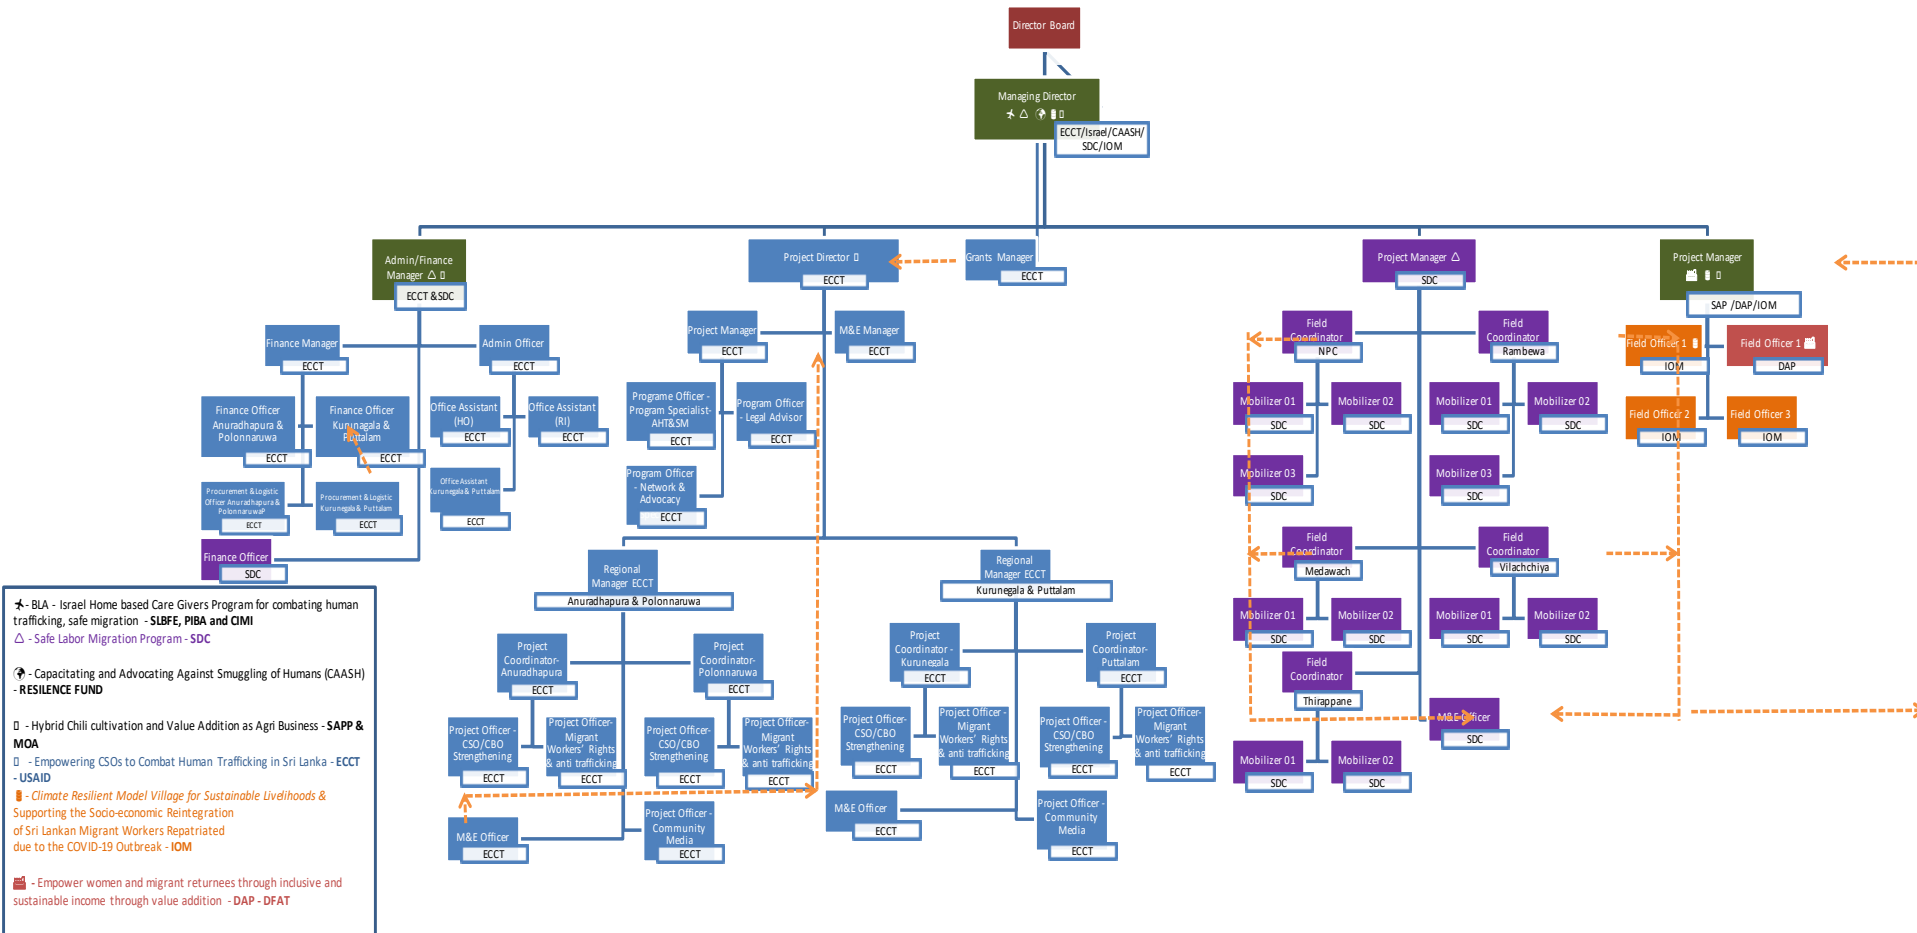 Director Board
Managing Director
ECCT/Israel/CAASH/
SDC/IOM
Admin/Finance
Manager △
ECCT &SDC
Project Director
ECCT
Grants Manager
ECCT
Project Manager △
SDC
Project Manager
SAP /DAP/IOM
Finance Manager
ECCT
Admin Officer
ECCT
Finance Officer
Anuradhapura &
Polonnaruwa
ECCT
Finance Officer
Kurunagala &
Puttalam
ECCT
Procurement & Logistic
Officer Anuradhapura &
PolonnaruwaP
ECCT
Procurement & Logistic
Kurunegala & Puttalam
ECCT
Finance Officer
SDC
Office Assistant
(HO)
ECCT
Office Assistant
(RI)
ECCT
Office Assistant
Kurunegala & Puttalam
ECCT
Project Manager
ECCT
M&E Manager
ECCT
Programe Officer -
Program Specialist-
AHT&SM
ECCT
Program Officer
- Legal Advisor
ECCT
Program Officer
- Network &
Advocacy
ECCT
Regional
Manager ECCT
Anuradhapura & Polonnaruwa
Regional
Manager ECCT
Kurunegala & Puttalam
Project
Coordinator-
Anuradhapura
ECCT
Project
Coordinator-
Polonnaruwa
ECCT
Project
Coordinator -
Kurunegala
ECCT
Project
Coordinator-
Puttalam
ECCT
Project Officer -
CSO/CBO
Strengthening
ECCT
Project Officer-
Migrant
Workers' Rights
& anti trafficking
ECCT
Project Officer-
CSO/CBO
Strengthening
ECCT
Project Officer-
Migrant
Workers' Rights
& anti trafficking
ECCT
Project Officer-
CSO/CBO
Strengthening
ECCT
Project Officer -
Migrant
Workers' Rights
& anti trafficking
ECCT
Project Officer -
CSO/CBO
Strengthening
ECCT
Project Officer-
Migrant
Workers' Rights
& anti trafficking
ECCT
M&E Officer
ECCT
Project Officer -
Community
Media
ECCT
M&E Officer
ECCT
Project Officer -
Community
Media
ECCT
Field
Coordinator
NPC
Field
Coordinator
Rambewa
Mobilizer 01
SDC
Mobilizer 02
SDC
Mobilizer 01
SDC
Mobilizer 02
SDC
Mobilizer 03
SDC
Mobilizer 03
SDC
Field
Coordinator
Medawach
Field
Coordinator
Vilachchiya
Mobilizer 01
SDC
Mobilizer 02
SDC
Mobilizer 01
SDC
Mobilizer 02
SDC
Field
Coordinator
Thirappane
M&E Officer
SDC
Mobilizer 01
SDC
Mobilizer 02
SDC
Field Officer 1
IOM
Field Officer 1
DAP
Field Officer 2
IOM
Field Officer 3
IOM
- BLA - Israel Home based Care Givers Program for combating human
trafficking, safe migration - SLBFE, PIBA and CIMI
△ - Safe Labor Migration Program - SDC
- Capacitating and Advocating Against Smuggling of Humans (CAASH)
- RESILENCE FUND
- Hybrid Chili cultivation and Value Addition as Agri Business - SAPP &
MOA
- Empowering CSOs to Combat Human Trafficking in Sri Lanka - ECCT
- USAID
- Climate Resilient Model Village for Sustainable Livelihoods &
Supporting the Socio-economic Reintegration
of Sri Lankan Migrant Workers Repatriated
due to the COVID-19 Outbreak - IOM
- Empower women and migrant returnees through inclusive and
sustainable income through value addition - DAP - DFAT